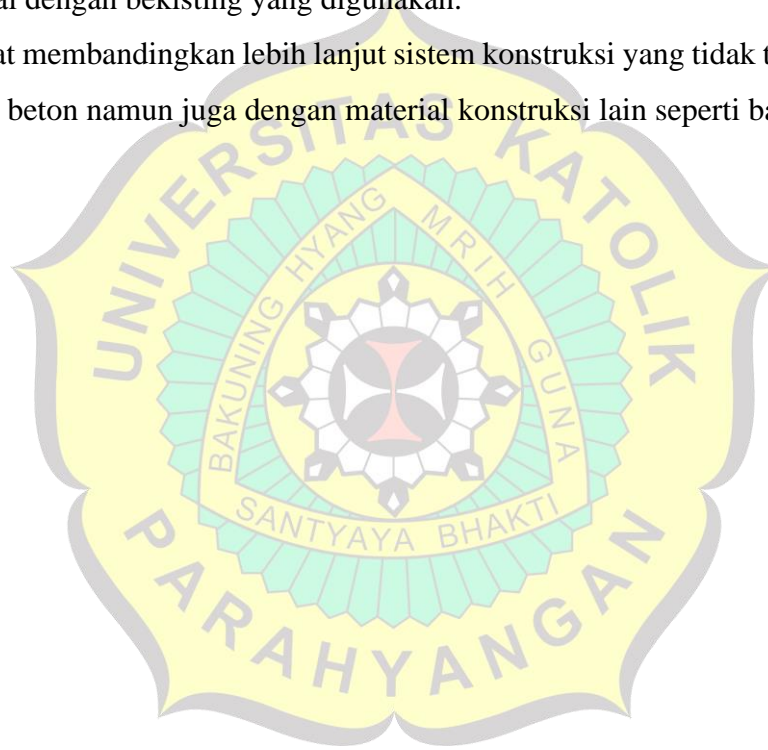 dengan bekisting yang digunakan.
membandingkan lebih lanjut sistem konstruksi yang tidak
beton namun juga dengan material konstruksi lain seperti
UNIVERSITAS KATOLIK
BAKUNING HYANG MRIH GUNA
SANTYAYA BHAKTI
PARAHYANGAN